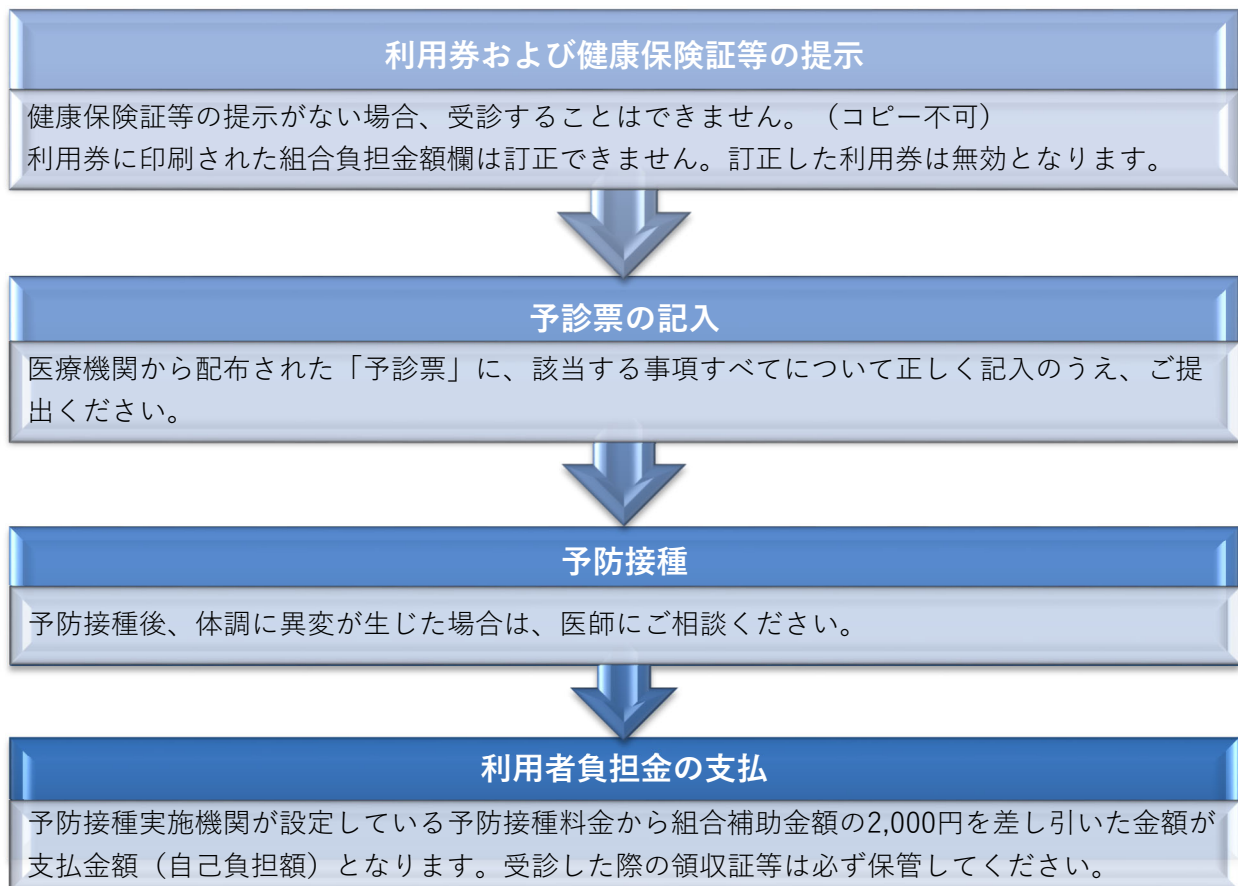 利用券および健康保険証等の提示
健康保険証等の提示がない場合、受診することはできません。（コピー不可）
利用券に印刷された組合負担金額欄は訂正できません。訂正した利用券は無効となります。
予診票の記入
医療機関から配布された「予診票」に、該当する事項すべてについて正しく記入のうえ、ご提
出ください。
予防接種
予防接種後、体調に異変が生じた場合は、医師にご相談ください。
利用者負担金の支払
予防接種実施機関が設定している予防接種料金から組合補助金額の2,000円を差し引いた金額が
支払金額（自己負担額）となります。受診した際の領収証等は必ず保管してください。